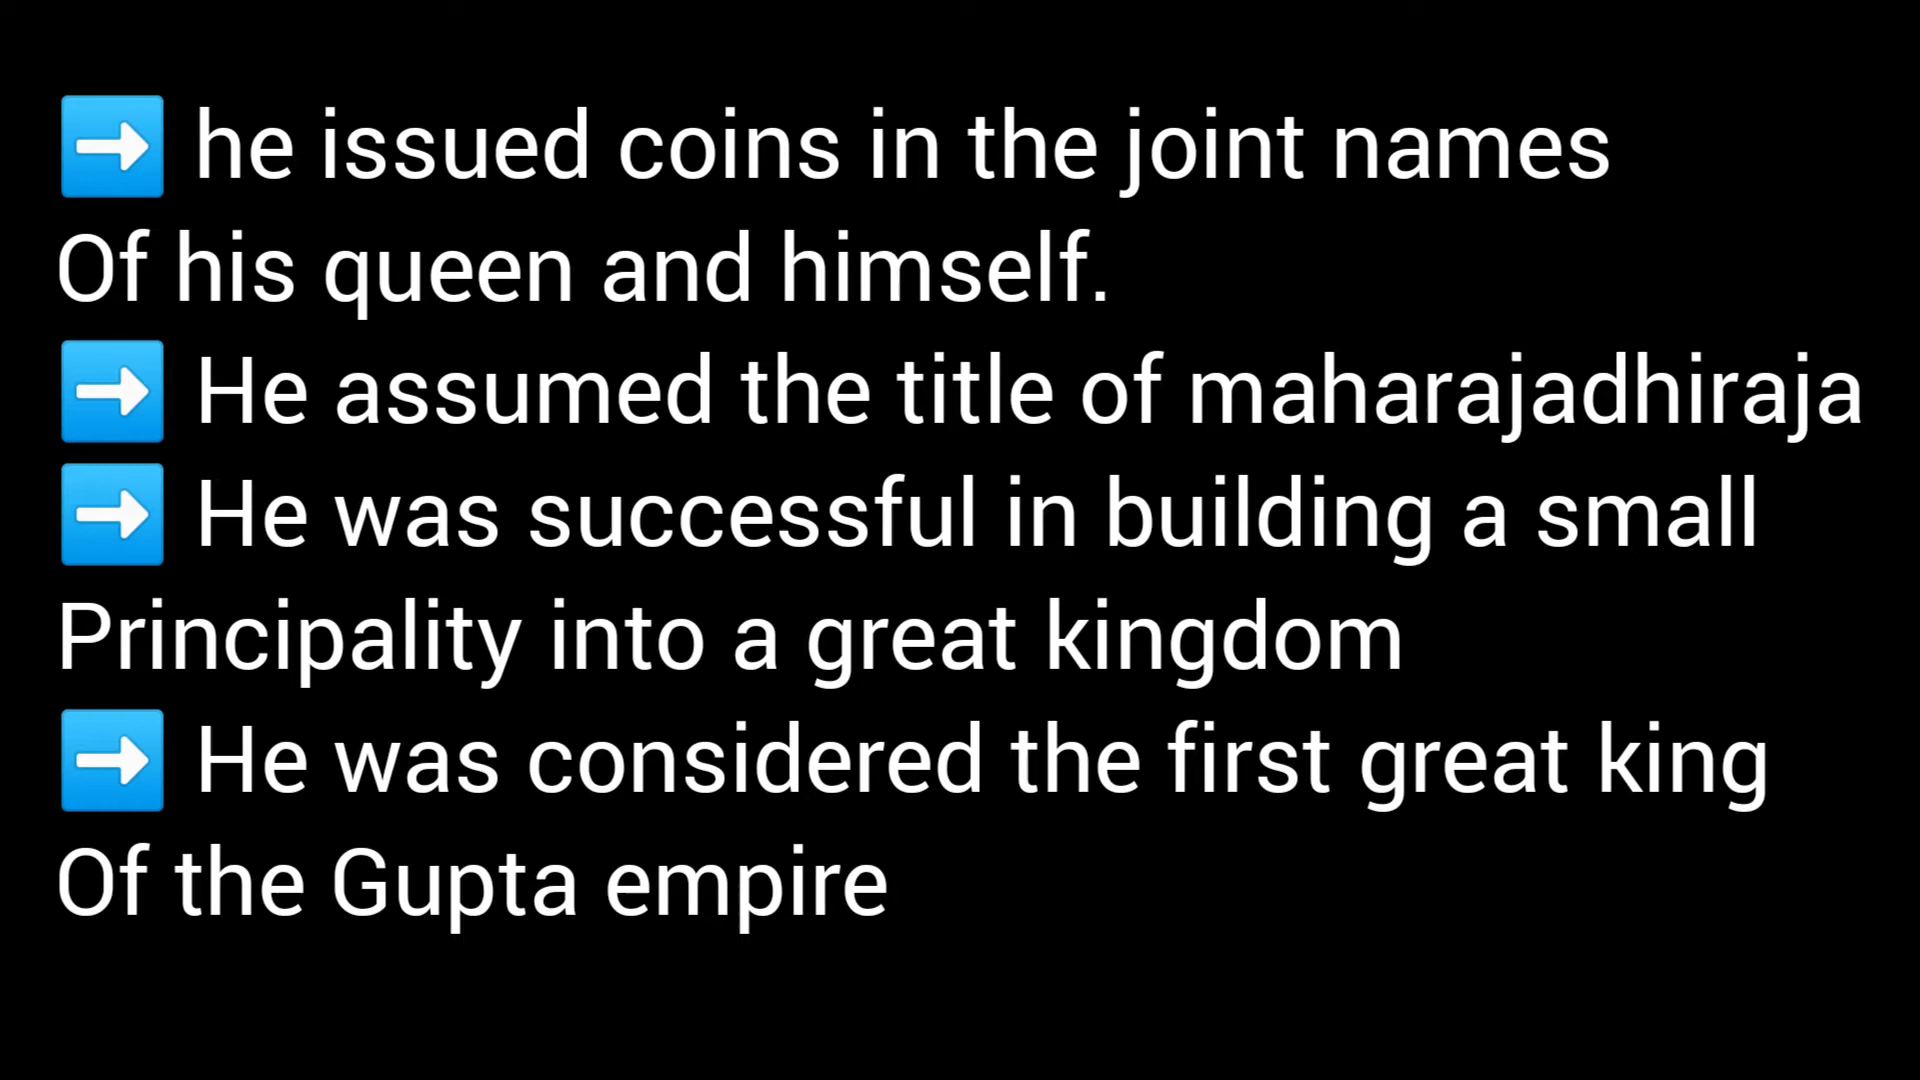 ➡️ he issued coins in the joint names
Of his queen and himself.
➡️ He assumed the title of maharajadhiraja
➡️ He was successful in building a small
Principality into a great kingdom
➡️ He was considered the first great king
Of the Gupta empire